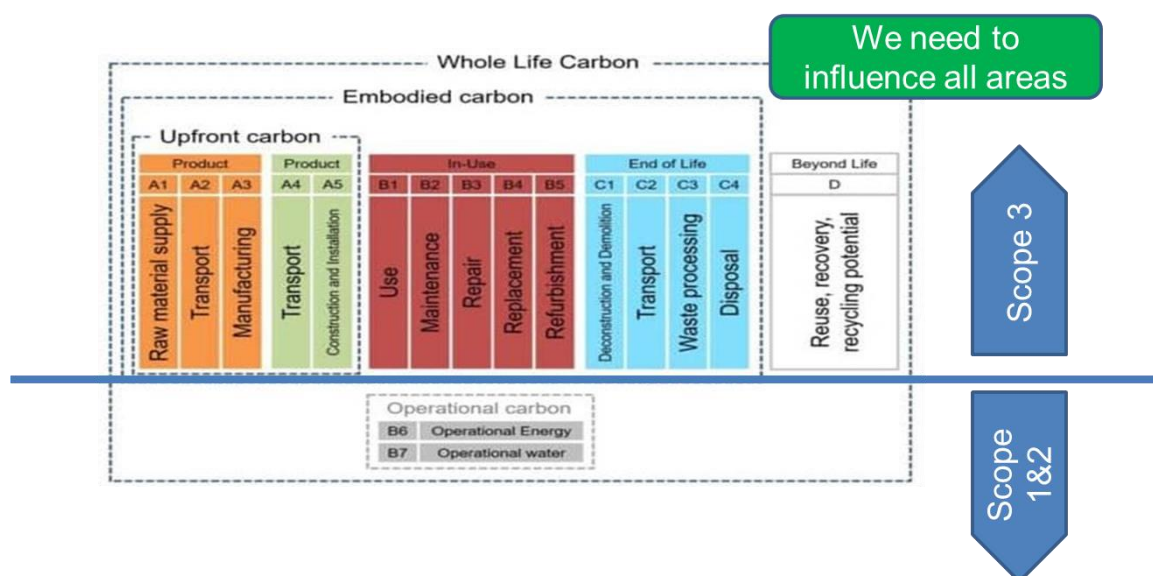 We need to
influence all areas
Whole Life Carbon
Embodied carbon
Upfront carbon
Product
Product
In-Use
End of Life
Beyond Life
A1
A2
A3
A4
A5
B1
B2
B3
B4
B5
C1
C2
C3
C4
D
Raw material supply
Transport
Manufacturing
Transport
Construction and Installation
Use
Maintenance
Repair
Replacement
Refurbishment
Deconstruction and Demolition
Transport
Waste processing
Disposal
Reuse, recovery,
recycling potential
Scope 3
Operational carbon
B6 Operational Energy
B7 Operational water
Scope
1&2